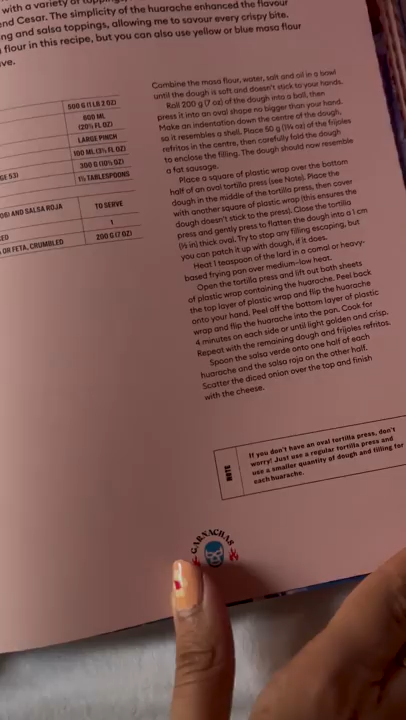 with a variety of
end Cesar. The simplicity of the huarache enhanced the flavour
ng and salsa toppings, allowing me to savour every crispy bite.
flour in this recipe, but you can also use yellow or blue masa flour
ve.
500 G (1 LB 2 OZ)
600 ML
(20½ FL OZ)
LARGE PINCH
100 ML (3½ FL OZ)
300 G (10½ OZ)
GE 53)
1½ TABLESPOONS
06) AND SALSA ROJA
TO SERVE
ED
1
OR FETA, CRUMBLED
200 G (7 OZ)
Combine the masa flour, water, salt and oil in a bowl
until the dough is soft and doesn't stick to your hands.
Roll 200 g (7 oz) of the dough into a ball, then
press it into an oval shape no bigger than your hand.
Make an indentation down the centre of the dough,
so it resembles a shell. Place 50 g (1¾ oz) of the frijoles
refritos in the centre, then carefully fold the dough
to enclose the filling. The dough should now resemble
a fat sausage.
Place a square of plastic wrap over the bottom
half of an oval tortilla press (see Note). Place the
dough in the middle of the tortilla press, then cover
with another square of plastic wrap (this ensures the
dough doesn't stick to the press). Close the tortilla
press and gently press to flatten the dough into a 1 cm
(½ in) thick oval. Try to stop any filling escaping, but
you can patch it up with dough, if it does.
Heat 1 teaspoon of the lard in a comal or heavy-
based frying pan over medium-low heat.
Open the tortilla press and lift out both sheets
of plastic wrap containing the huarache. Peel back
the top layer of plastic wrap and flip the huarache
onto your hand. Peel off the bottom layer of plastic
wrap and flip the huarache into the pan. Cook for
4 minutes on each side or until light golden and crisp.
Repeat with the remaining dough and frijoles refritos.
Spoon the salsa verde onto one half of each
huarache and the salsa roja on the other half.
Scatter the diced onion over the top and finish
with the cheese.
NOTE
If you don't have an oval tortilla press, don't
worry! Just use a regular tortilla press and
use a smaller quantity of dough and filling for
each huarache.
GARNACHAS